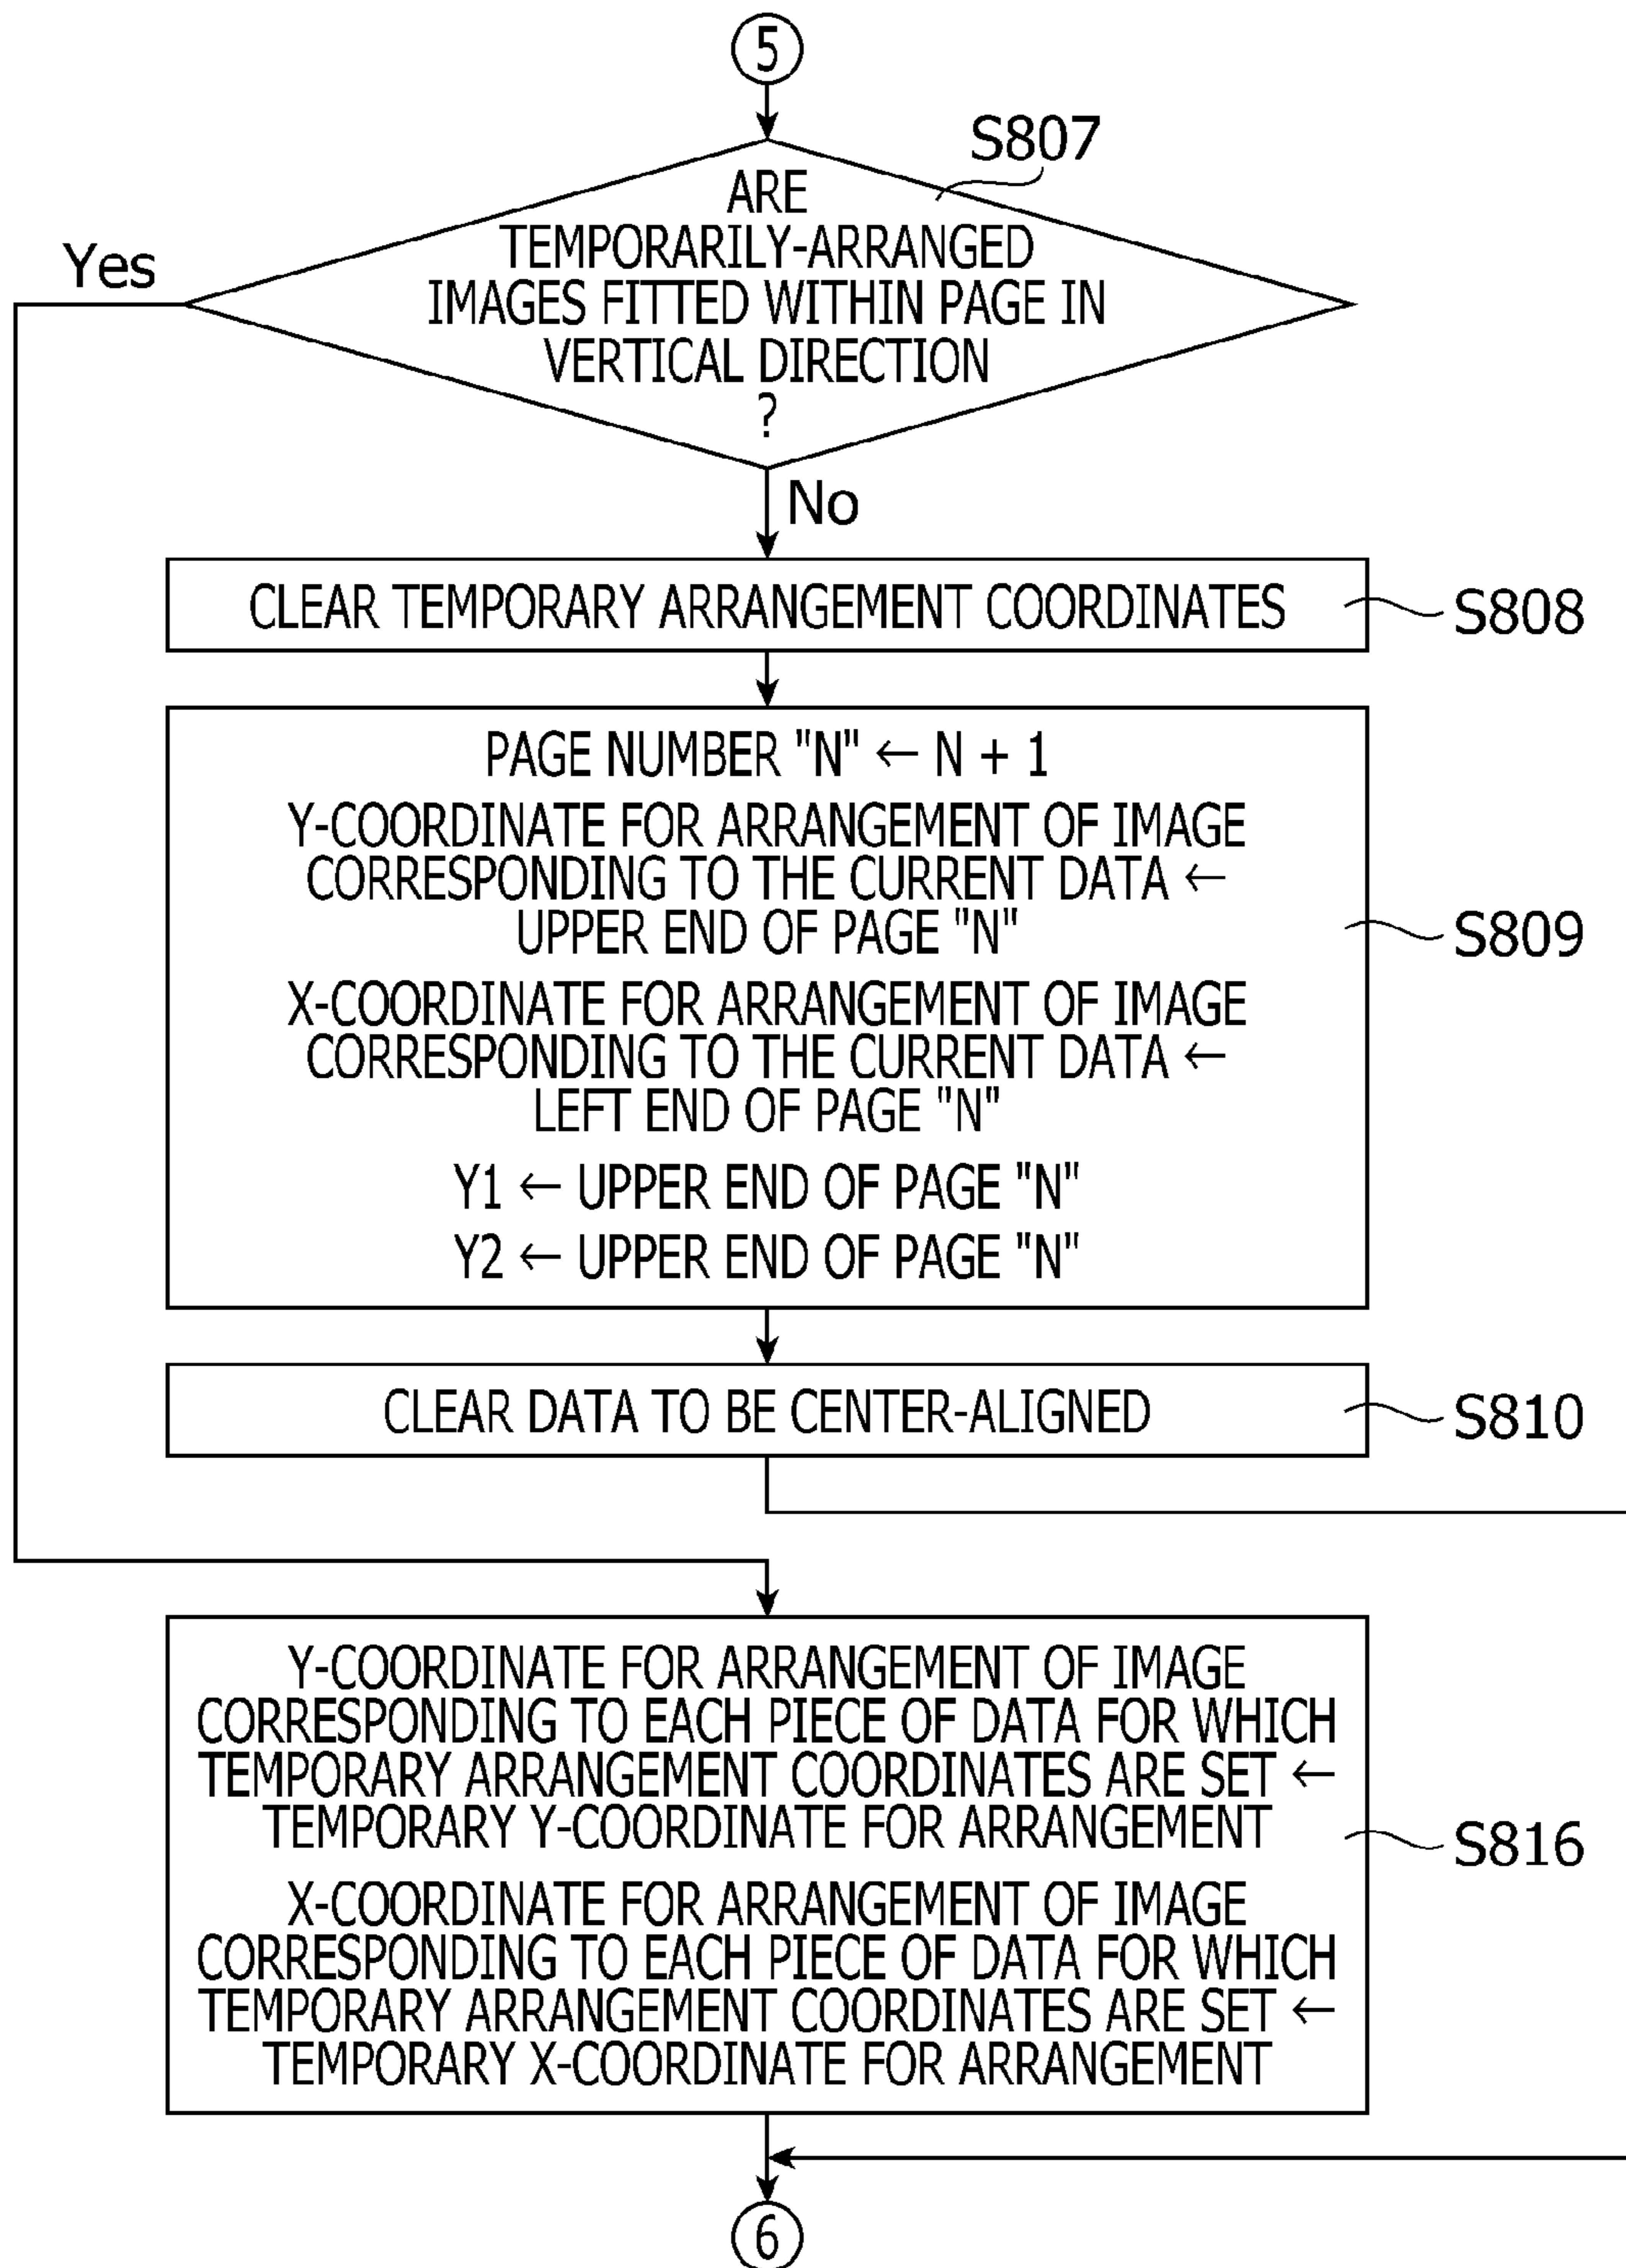 5
S807
ARE
TEMPORARILY-ARRANGED
IMAGES FITTED WITHIN PAGE IN
VERTICAL DIRECTION
?
Yes
No
CLEAR TEMPORARY ARRANGEMENT COORDINATES
S808
PAGE NUMBER "N" ← N + 1
Y-COORDINATE FOR ARRANGEMENT OF IMAGE
CORRESPONDING TO THE CURRENT DATA ←
UPPER END OF PAGE "N"
X-COORDINATE FOR ARRANGEMENT OF IMAGE
CORRESPONDING TO THE CURRENT DATA ←
LEFT END OF PAGE "N"
Y1 ← UPPER END OF PAGE "N"
Y2 ← UPPER END OF PAGE "N"
S809
CLEAR DATA TO BE CENTER-ALIGNED
S810
Y-COORDINATE FOR ARRANGEMENT OF IMAGE
CORRESPONDING TO EACH PIECE OF DATA FOR WHICH
TEMPORARY ARRANGEMENT COORDINATES ARE SET ←
TEMPORARY Y-COORDINATE FOR ARRANGEMENT
X-COORDINATE FOR ARRANGEMENT OF IMAGE
CORRESPONDING TO EACH PIECE OF DATA FOR WHICH
TEMPORARY ARRANGEMENT COORDINATES ARE SET ←
TEMPORARY X-COORDINATE FOR ARRANGEMENT
S816
6